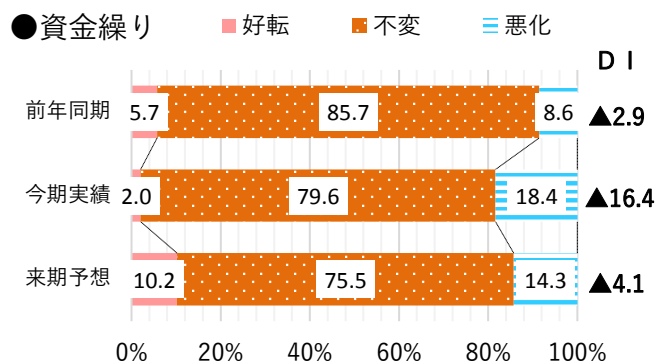 ●資金繰り 好転 不変 悪化
ＤＩ
前年同期 5.7 85.7 8.6 ▲2.9
今期実績 2.0 79.6 18.4 ▲16.4
来期予想 10.2 75.5 14.3 ▲4.1
0% 20% 40% 60% 80% 100%